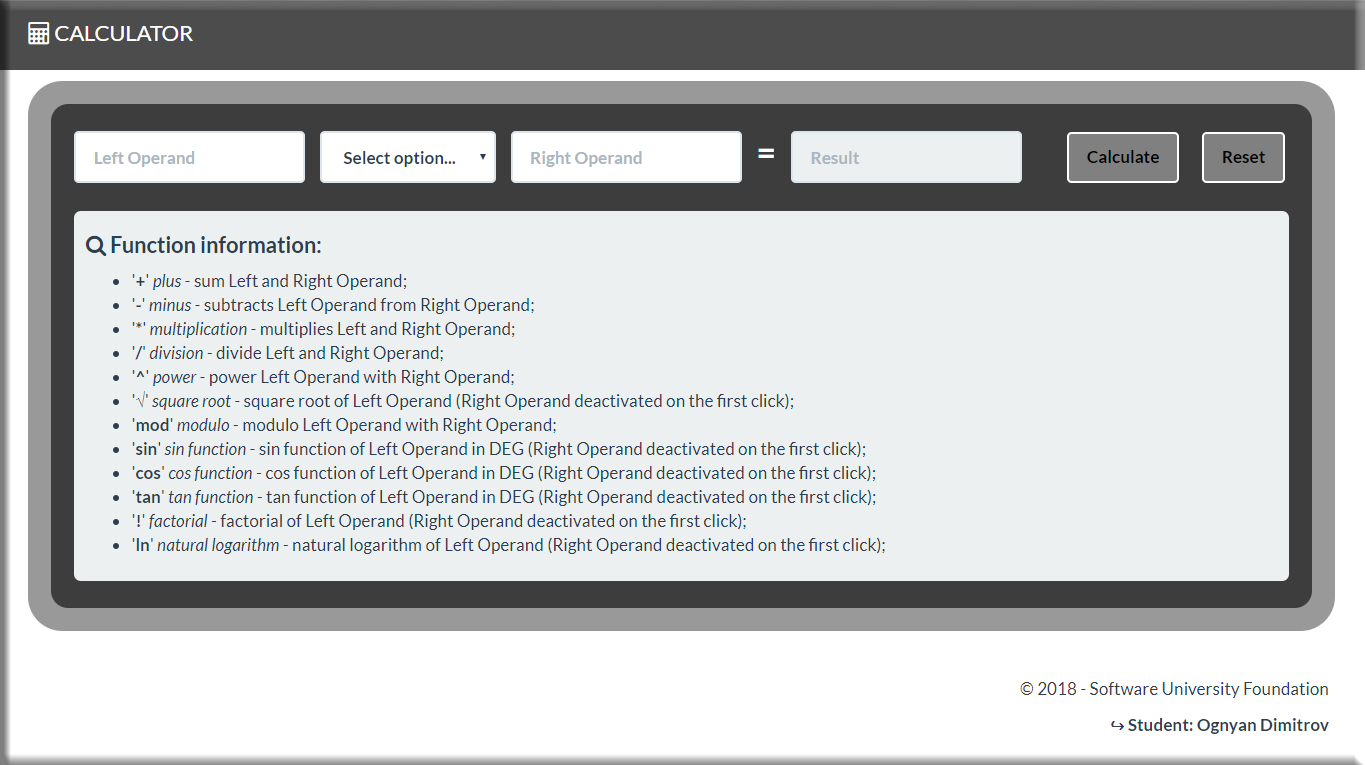 CALCULATOR
Left Operand Select option... Right Operand = Result Calculate Reset
Function information:
'+' plus - sum Left and Right Operand;
'-' minus - subtracts Left Operand from Right Operand;
'*' multiplication - multiplies Left and Right Operand;
'/' division - divide Left and Right Operand;
'^' power - power Left Operand with Right Operand;
'√' square root - square root of Left Operand (Right Operand deactivated on the first click);
'mod' modulo - modulo Left Operand with Right Operand;
'sin' sin function - sin function of Left Operand in DEG (Right Operand deactivated on the first click);
'cos' cos function - cos function of Left Operand in DEG (Right Operand deactivated on the first click);
'tan' tan function - tan function of Left Operand in DEG (Right Operand deactivated on the first click);
'!' factorial - factorial of Left Operand (Right Operand deactivated on the first click);
'ln' natural logarithm - natural logarithm of Left Operand (Right Operand deactivated on the first click);
© 2018 - Software University Foundation
↪ Student: Ognyan Dimitrov